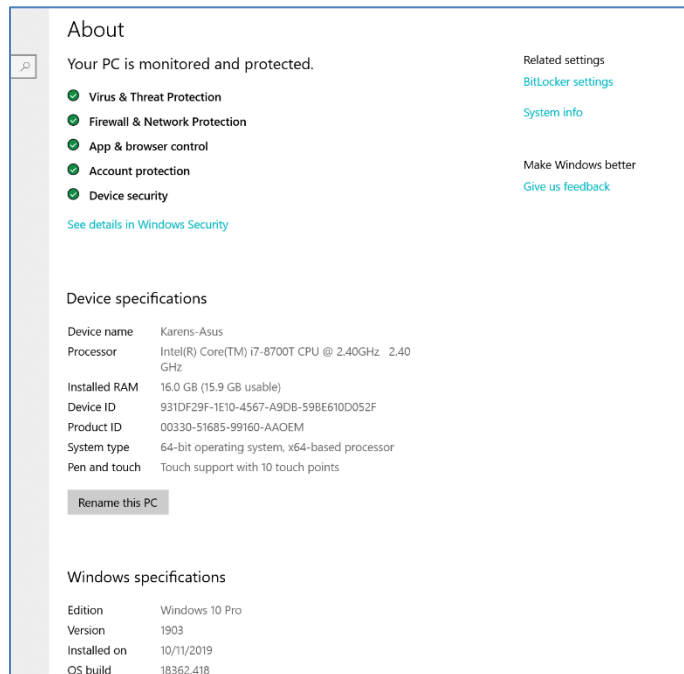 About
Your PC is monitored and protected.
Virus & Threat Protection
Firewall & Network Protection
App & browser control
Account protection
Device security
See details in Windows Security
Related settings
BitLocker settings
System info
Make Windows better
Give us feedback
Device specifications
Device name Karens-Asus
Processor Intel(R) Core(TM) i7-8700T CPU @ 2.40GHz 2.40
GHz
Installed RAM 16.0 GB (15.9 GB usable)
Device ID 931DF29F-1E10-4567-A9DB-59BE610D052F
Product ID 00330-51685-99160-AAOEM
System type 64-bit operating system, x64-based processor
Pen and touch Touch support with 10 touch points
Rename this PC
Windows specifications
Edition Windows 10 Pro
Version 1903
Installed on 10/11/2019
OS build 18362.418